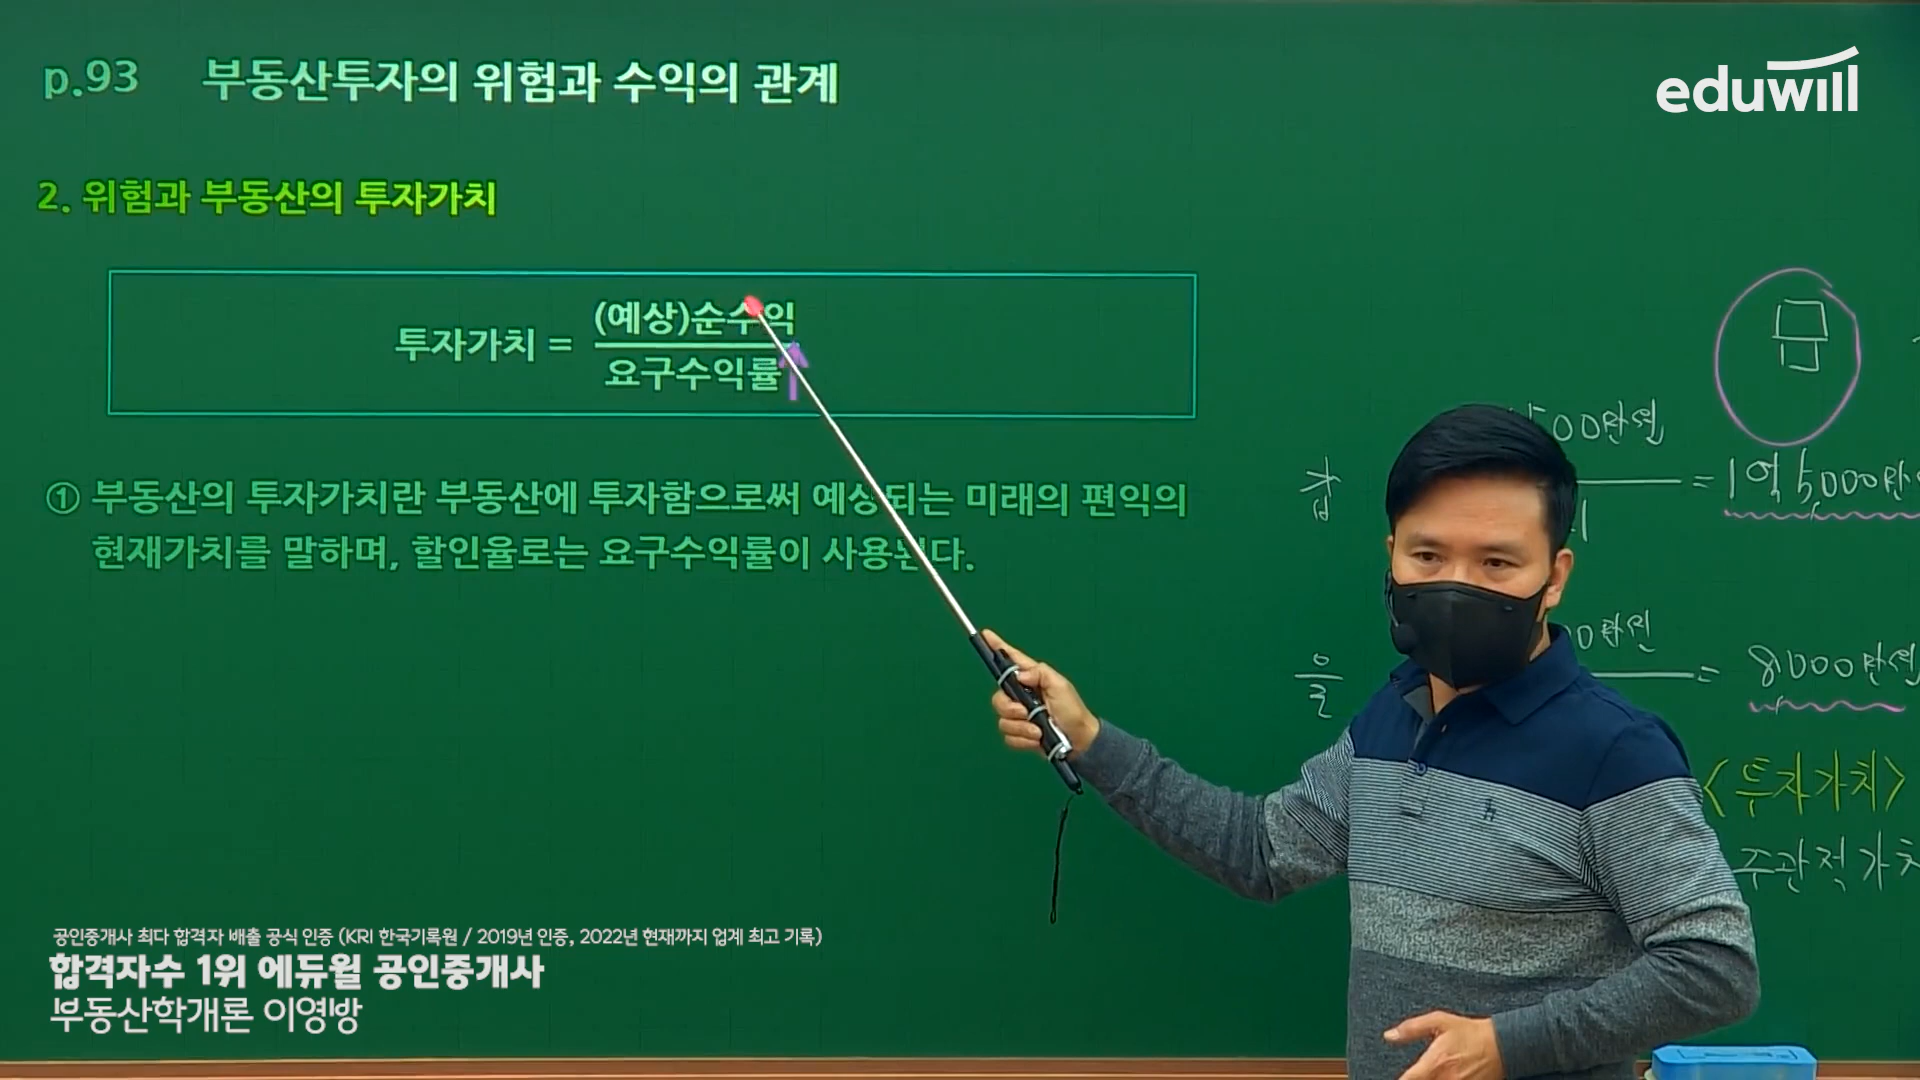 p.93 부동산투자의 위험과 수익의 관계
eduwill
2. 위험과 부동산의 투자가치
투자가치 = (예상)순수익
요구수익률
① 부동산의 투자가치란 부동산에 투자함으로써 예상되는 미래의 편익의
현재가치를 말하며, 할인율로는 요구수익률이 사용된다.
500만원
갑 = 1억 5,000만원
을 = 8,000만원
<투자가치>
주관적 가치
공인중개사 최다 합격자 배출 공식 인증 (KRI 한국기록원 / 2019년 인증, 2022년 현재까지 업계 최고 기록)
합격자수 1위 에듀윌 공인중개사
부동산학개론 이영방